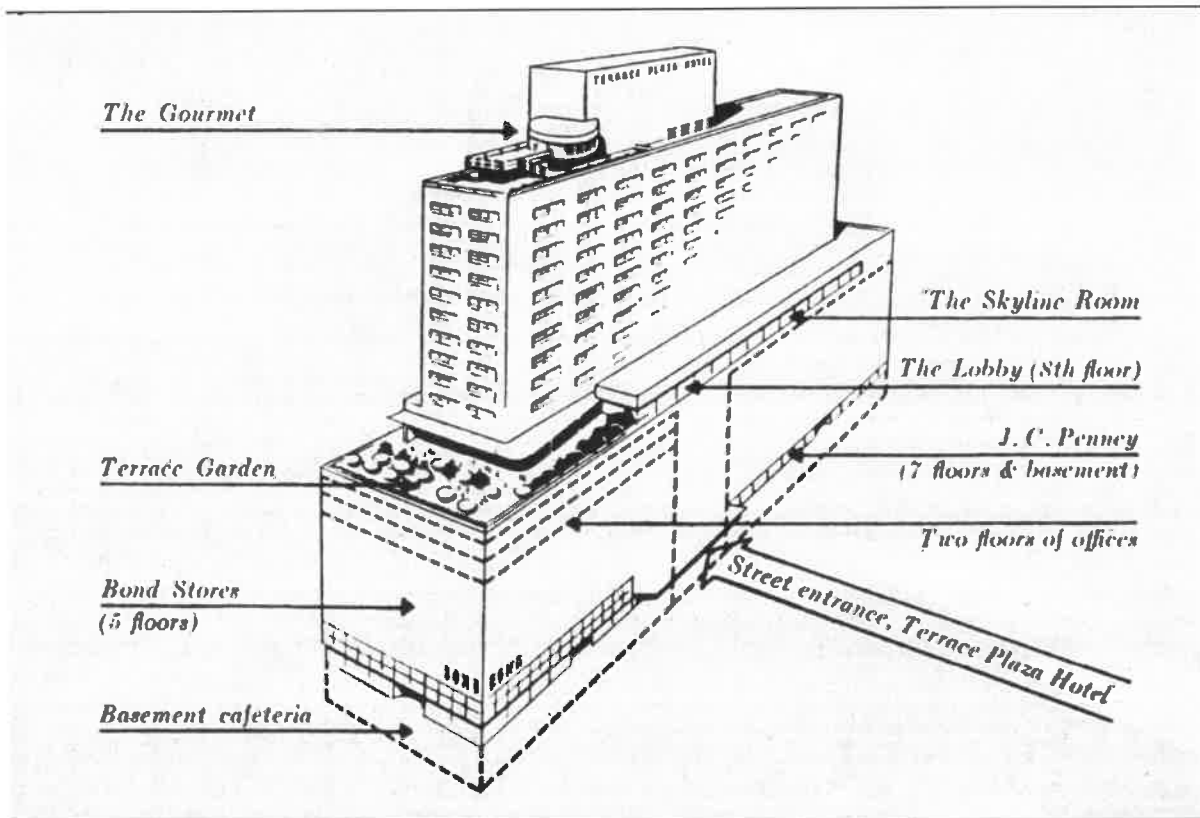 TERRACE PLAZA HOTEL
The Gourmet
The Skyline Room
The Lobby (8th floor)
J. C. Penney
(7 floors & basement)
Terrace Garden
Two floors of offices
Street entrance, Terrace Plaza Hotel
Bond Stores
(5 floors)
BOND BOND
Basement cafeteria